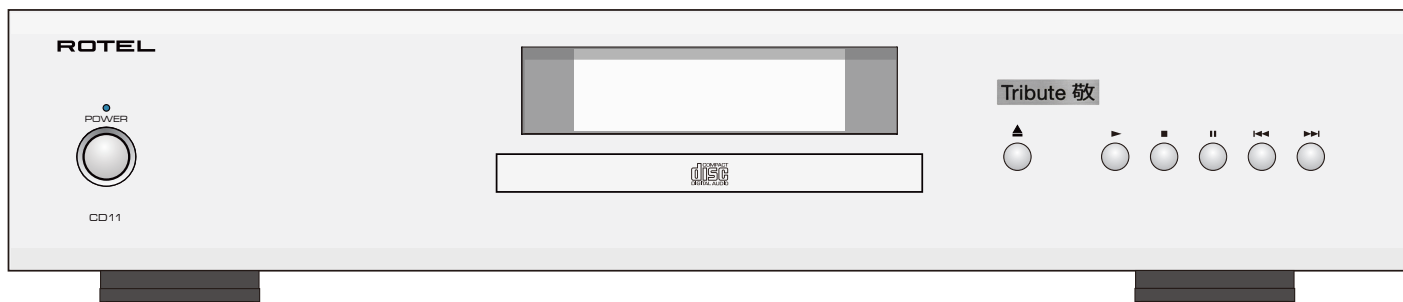 ROTEL
Tribute 敬
POWER
COMPACT
disc
DIGITAL AUDIO
CD11